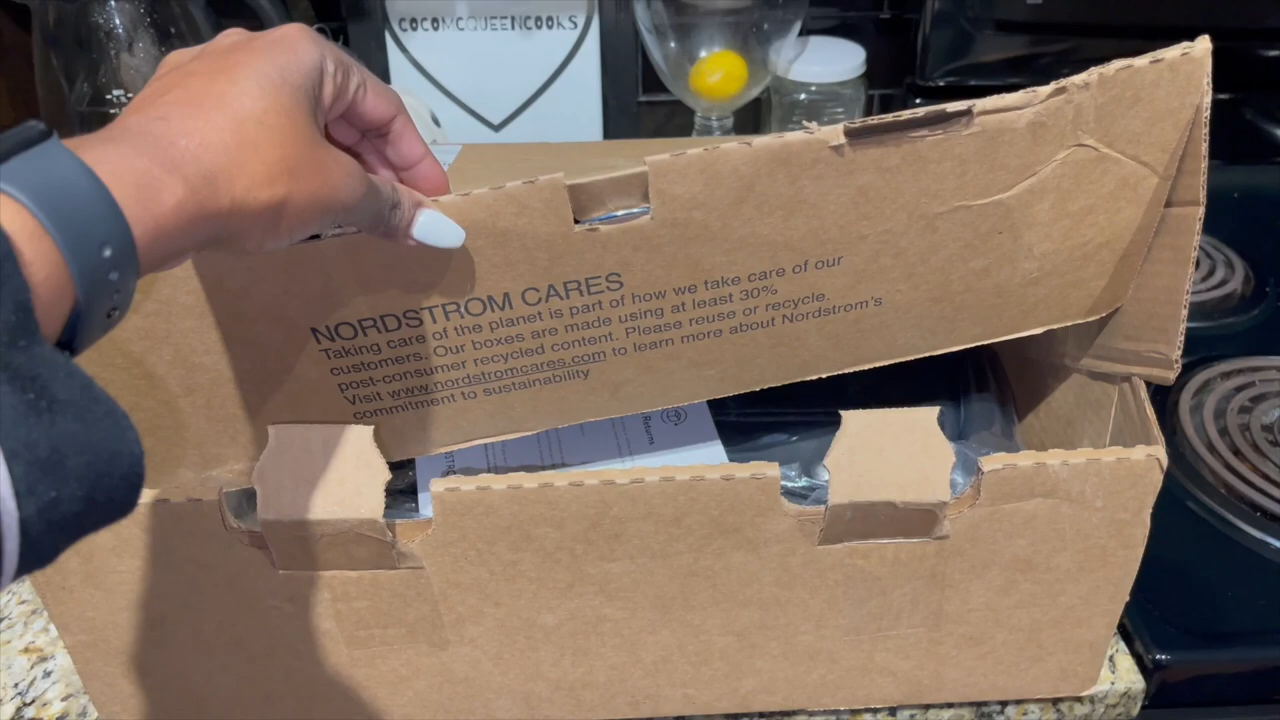 COCOMCQUEENCOOKS
NORDSTROM CARES
Taking care of the planet is part of how we take care of our
customers. Our boxes are made using at least 30%
post-consumer recycled content. Please reuse or recycle.
Visit www.nordstromcares.com to learn more about Nordstrom's
commitment to sustainability
Returns